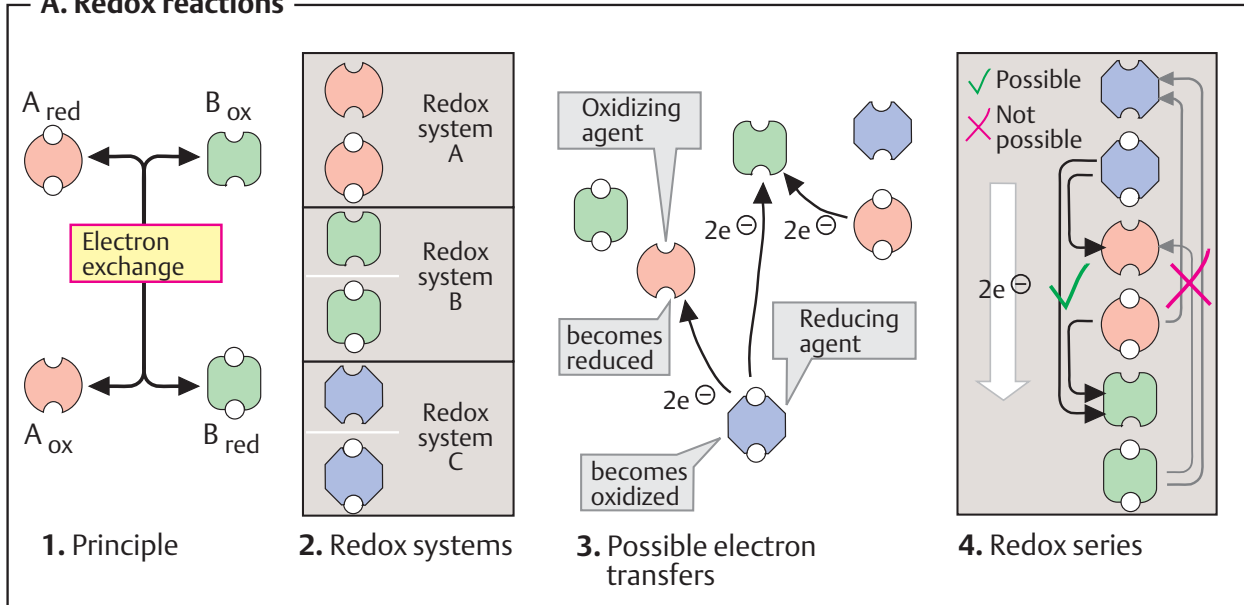 A. Redox reactions
A red
B ox
Electron
exchange
A ox
B red
1. Principle
Redox
system
A
Redox
system
B
Redox
system
C
2. Redox systems
Oxidizing
agent
2e ⊖
2e ⊖
becomes
reduced
Reducing
agent
2e ⊖
becomes
oxidized
3. Possible electron
transfers
Possible
Not
possible
2e ⊖
4. Redox series